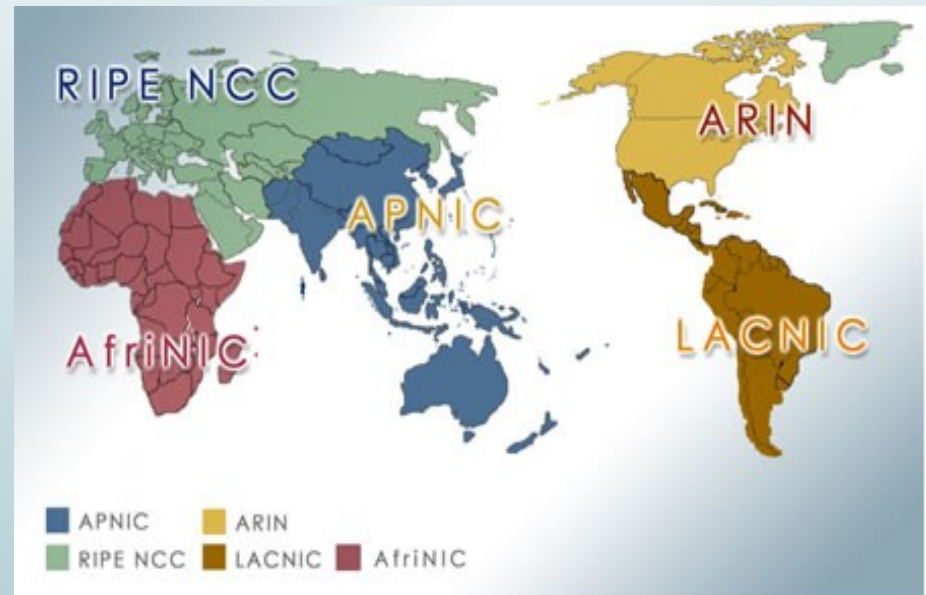 RIPE NCC
ARIN
APNIC
AfriNIC
LACNIC
APNIC
ARIN
RIPE NCC
LACNIC
AfriNIC